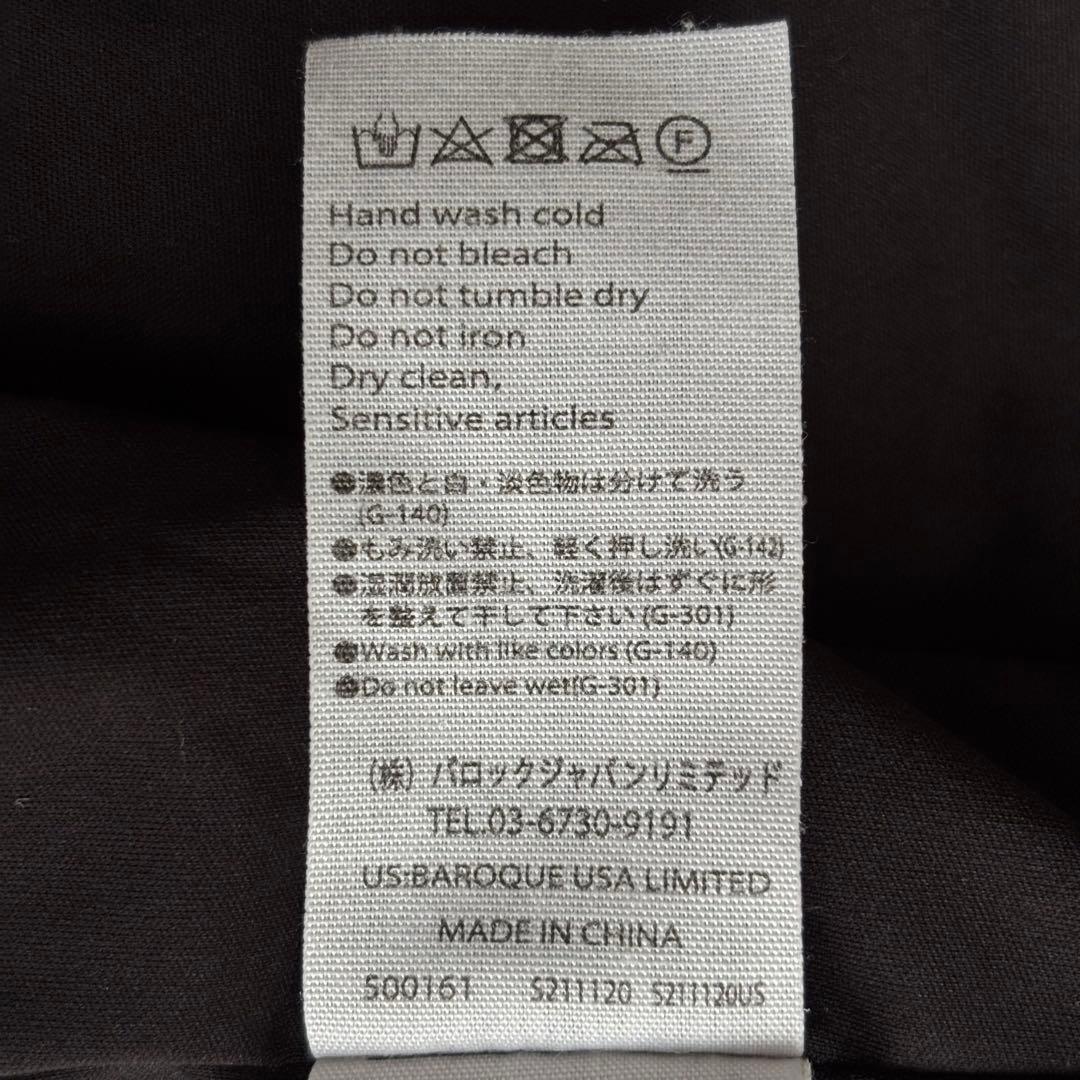 F
Hand wash cold
Do not bleach
Do not tumble dry
Do not iron
Dry clean,
Sensitive articles
●濃色と白・淡色物は分けて洗う
(G-140)
●もみ洗い禁止、軽く押し洗い(G-142)
●湿潤放置禁止、洗濯後はすぐに形
を整えて干して下さい(G-301)
●Wash with like colors (G-140)
●Do not leave wet(G-301)
(株) バロックジャパンリミテッド
TEL.03-6730-9191
US:BAROQUE USA LIMITED
MADE IN CHINA
500161 S211120 S211120US